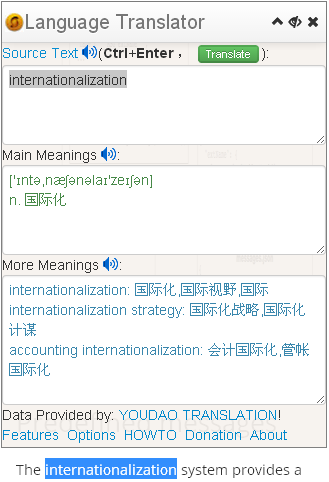 Language Translator
Source Text (Ctrl+Enter , Translate ):
internationalization
Main Meanings :
['ɪntə,næʃənəlaɪ'zeɪʃən]
n. 国际化
More Meanings :
internationalization: 国际化,国际视野,国际
internationalization strategy: 国际化战略,国际化
计谋
accounting internationalization: 会计国际化,管帐
国际化
Data Provided by: YOUDAO TRANSLATION!
Features Options HOWTO Donation About
The internationalization system provides a